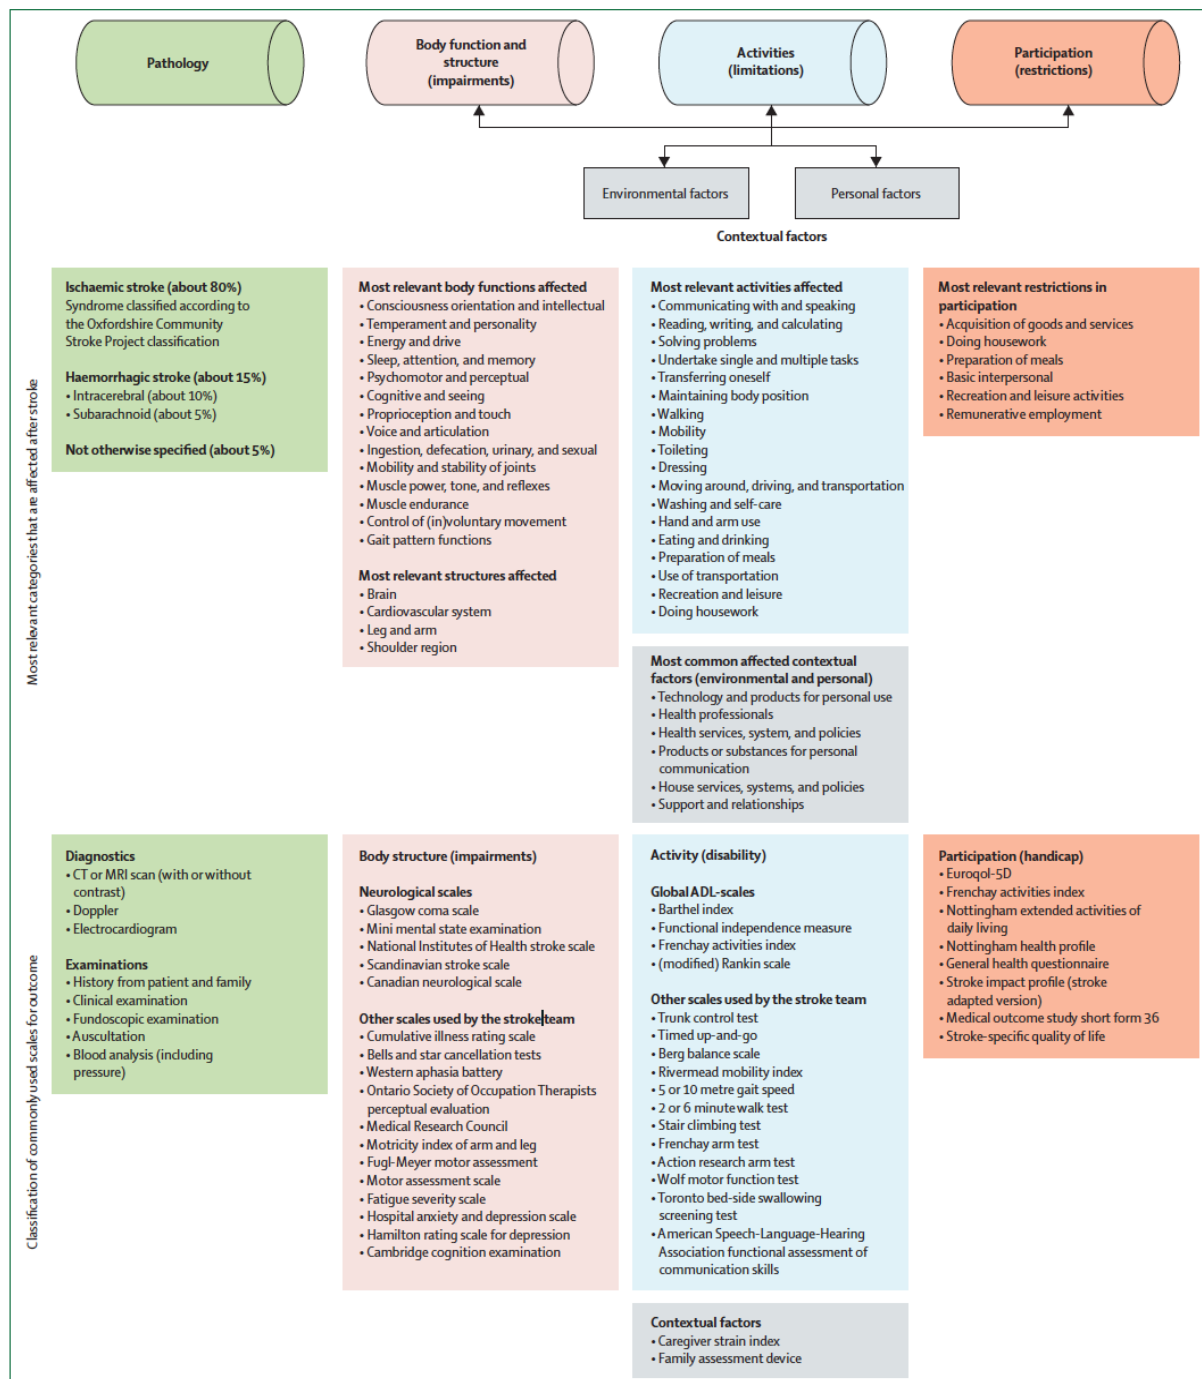 Pathology
Body function and
structure
(impairments)
Activities
(limitations)
Participation
(restrictions)
Environmental factors
Personal factors
Contextual factors
Most relevant categories that are affected after stroke
Ischaemic stroke (about 80%)
Syndrome classified according to
the Oxfordshire Community
Stroke Project classification
Haemorrhagic stroke (about 15%)
• Intracerebral (about 10%)
• Subarachnoid (about 5%)
Not otherwise specified (about 5%)
Most relevant body functions affected
• Consciousness orientation and intellectual
• Temperament and personality
• Energy and drive
• Sleep, attention, and memory
• Psychomotor and perceptual
• Cognitive and seeing
• Proprioception and touch
• Voice and articulation
• Ingestion, defecation, urinary, and sexual
• Mobility and stability of joints
• Muscle power, tone, and reflexes
• Muscle endurance
• Control of (in)voluntary movement
• Gait pattern functions
Most relevant structures affected
• Brain
• Cardiovascular system
• Leg and arm
• Shoulder region
Most relevant activities affected
• Communicating with and speaking
• Reading, writing, and calculating
• Solving problems
• Undertake single and multiple tasks
• Transferring oneself
• Maintaining body position
• Walking
• Mobility
• Toileting
• Dressing
• Moving around, driving, and transportation
• Washing and self-care
• Hand and arm use
• Eating and drinking
• Preparation of meals
• Use of transportation
• Recreation and leisure
• Doing housework
Most common affected contextual
factors (environmental and personal)
• Technology and products for personal use
• Health professionals
• Health services, system, and policies
• Products or substances for personal
communication
• House services, systems, and policies
• Support and relationships
Most relevant restrictions in
participation
• Acquisition of goods and services
• Doing housework
• Preparation of meals
• Basic interpersonal
• Recreation and leisure activities
• Remunerative employment
Classification of commonly used scales for outcome
Diagnostics
• CT or MRI scan (with or without
contrast)
• Doppler
• Electrocardiogram
Examinations
• History from patient and family
• Clinical examination
• Fundoscopic examination
• Auscultation
• Blood analysis (including
pressure)
Body structure (impairments)
Neurological scales
• Glasgow coma scale
• Mini mental state examination
• National Institutes of Health stroke scale
• Scandinavian stroke scale
• Canadian neurological scale
Other scales used by the stroke team
• Cumulative illness rating scale
• Bells and star cancellation tests
• Western aphasia battery
• Ontario Society of Occupation Therapists
perceptual evaluation
• Medical Research Council
• Motricity index of arm and leg
• Fugl-Meyer motor assessment
• Motor assessment scale
• Fatigue severity scale
• Hospital anxiety and depression scale
• Hamilton rating scale for depression
• Cambridge cognition examination
Activity (disability)
Global ADL-scales
• Barthel index
• Functional independence measure
• Frenchay activities index
• (modified) Rankin scale
Other scales used by the stroke team
• Trunk control test
• Timed up-and-go
• Berg balance scale
• Rivermead mobility index
• 5 or 10 metre gait speed
• 2 or 6 minute walk test
• Stair climbing test
• Frenchay arm test
• Action research arm test
• Wolf motor function test
• Toronto bed-side swallowing
screening test
• American Speech-Language-Hearing
Association functional assessment of
communication skills
Contextual factors
• Caregiver strain index
• Family assessment device
Participation (handicap)
• Euroqol-5D
• Frenchay activities index
• Nottingham extended activities of
daily living
• Nottingham health profile
• General health questionnaire
• Stroke impact profile (stroke
adapted version)
• Medical outcome study short form 36
• Stroke-specific quality of life